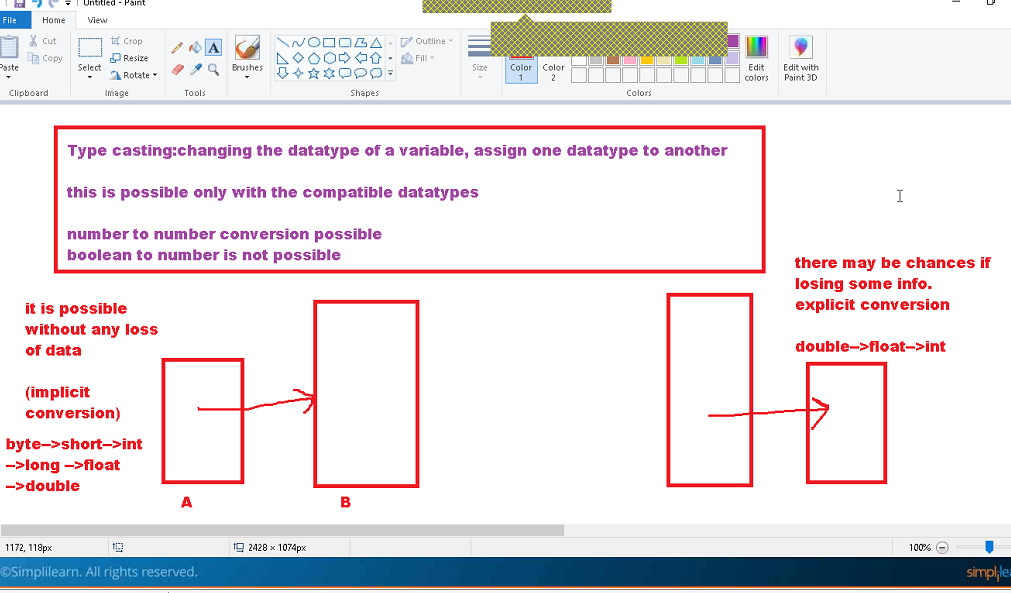 Untitled - Paint
File
Home
View
Paste
Cut
Copy
Clipboard
Select
Crop
Resize
Rotate
Image
A
Tools
Brushes
Outline
Fill
Shapes
Size
Color
1
Color
2
Edit
colors
Colors
Edit with
Paint 3D
Type casting:changing the datatype of a variable, assign one datatype to another
this is possible only with the compatible datatypes
number to number conversion possible
boolean to number is not possible
it is possible
without any loss
of data
(implicit
conversion)
byte-->short-->int
-->long -->float
-->double
A
B
there may be chances if
losing some info.
explicit conversion
double-->float-->int
1172, 118px
2428 × 1074px
100%
©Simplilearn. All rights reserved.